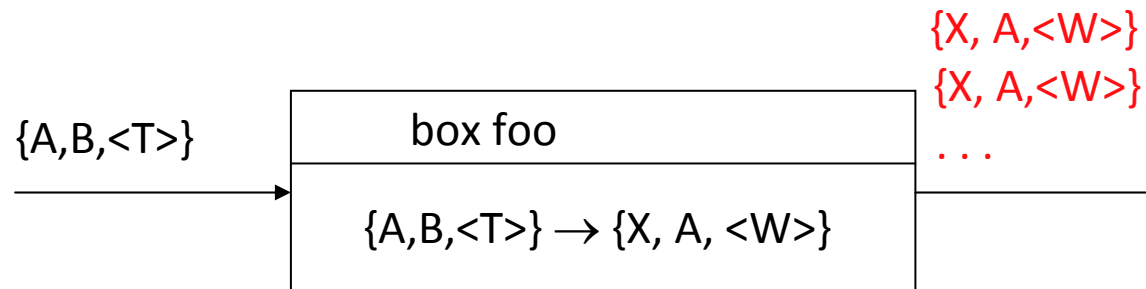 {A,B,<T>}
box foo
{A,B,<T>} → {X, A, <W>}
{X, A,<W>}
{X, A,<W>}
. . .